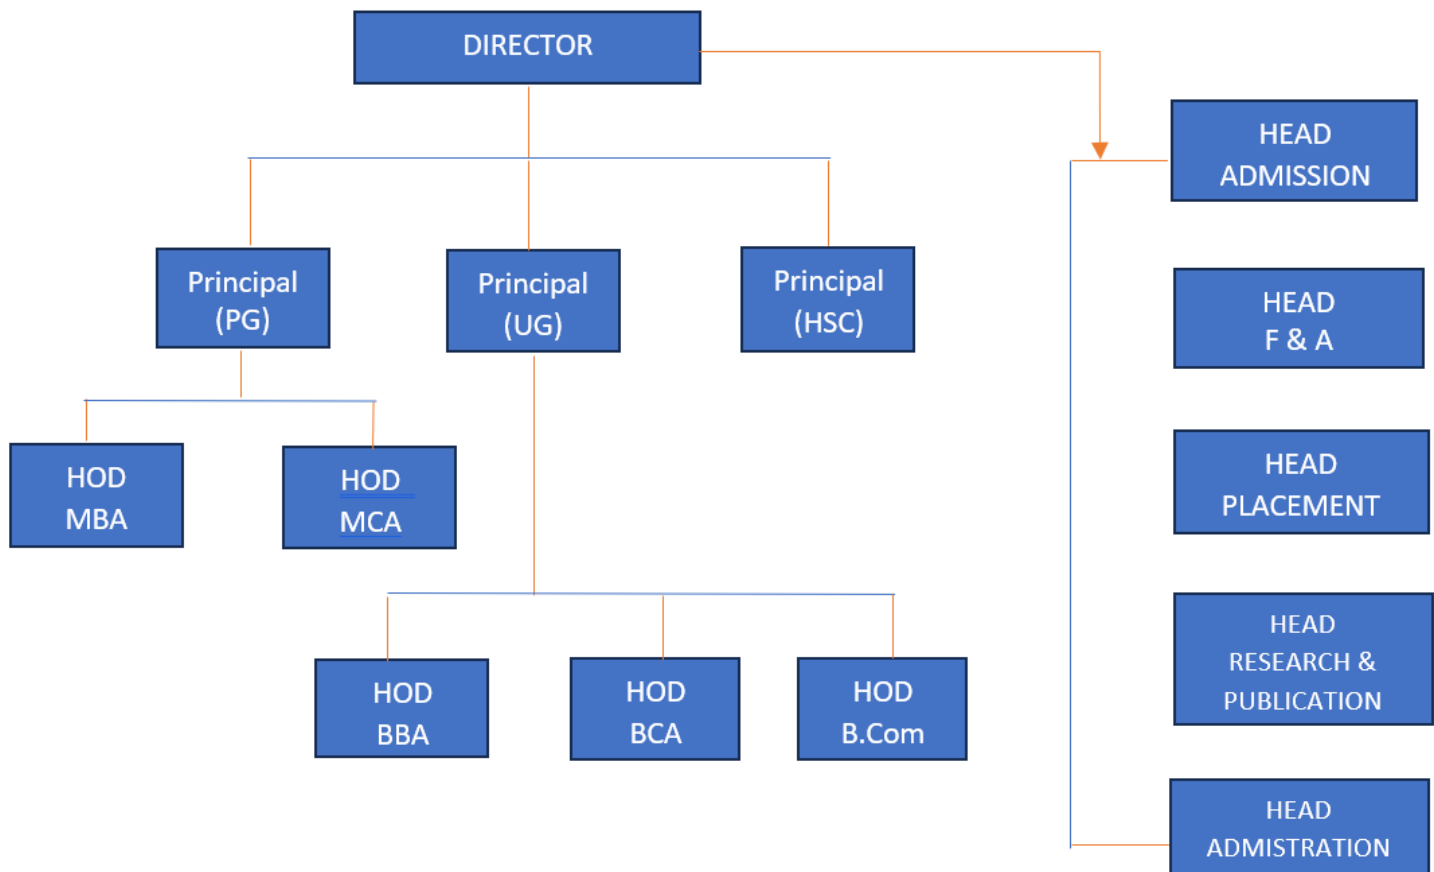 DIRECTOR
HEAD
ADMISSION
Principal
(PG)
Principal
(UG)
Principal
(HSC)
HEAD
F & A
HOD
MBA
HOD
MCA
HEAD
PLACEMENT
HOD
BBA
HOD
BCA
HOD
B.Com
HEAD
RESEARCH &
PUBLICATION
HEAD
ADMISTRATION